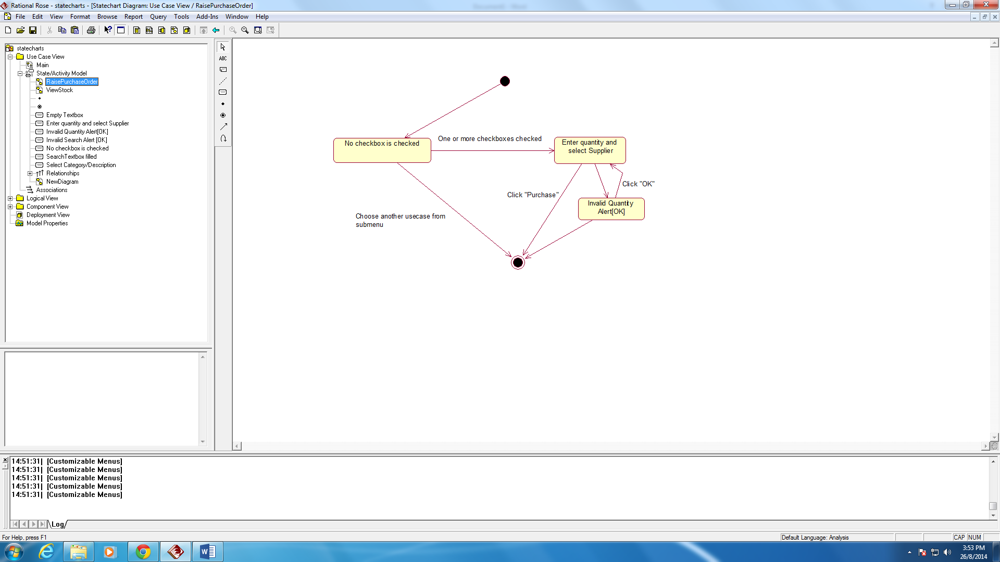 Rational Rose - statecharts - [Statechart Diagram: Use Case View / RaisePurchaseOrder]
File Edit View Format Browse Report Query Tools Add-Ins Window Help
statecharts
Use Case View
Main
State/Activity Model
RaisePurchaseOrder
ViewStock
Empty Textbox
Enter quantity and select Supplier
Invalid Quantity Alert[OK]
Invalid Search Alert [OK]
No checkbox is checked
SearchTextbox filled
Select Category/Description
Relationships
NewDiagram
Associations
Logical View
Component View
Deployment View
Model Properties
ABC
No checkbox is checked
One or more checkboxes checked
Enter quantity and
select Supplier
Click "OK"
Click "Purchase"
Invalid Quantity
Alert[OK]
Choose another usecase from
submenu
14:51:31| [Customizable Menus]
14:51:31| [Customizable Menus]
14:51:31| [Customizable Menus]
14:51:31| [Customizable Menus]
14:51:31| [Customizable Menus]
Log
For Help, press F1
Default Language: Analysis
CAP NUM
3:53 PM
26/8/2014